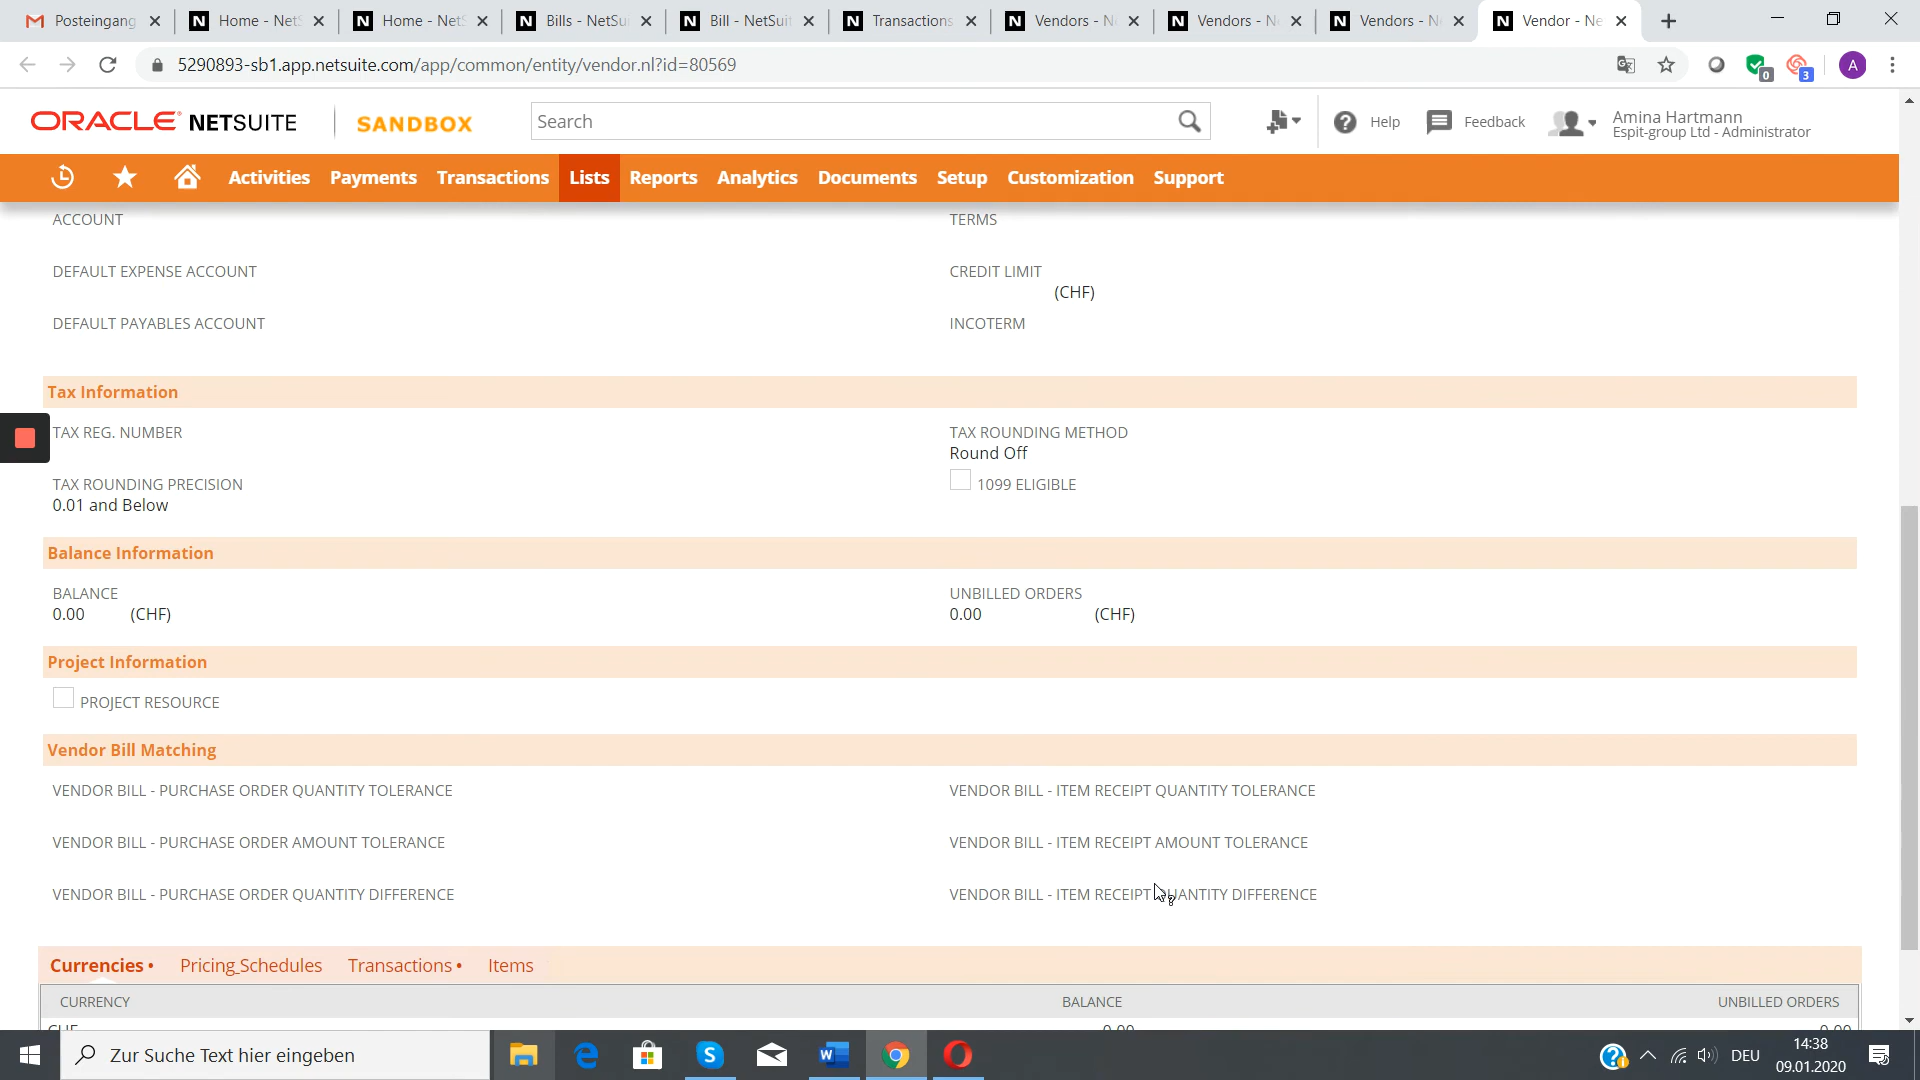 Posteingang
Home - NetS
Home - NetS
Bills - NetSui
Bill - NetSuit
Transactions
Vendors - N
Vendors - N
Vendors - N
Vendor - Ne
5290893-sb1.app.netsuite.com/app/common/entity/vendor.nl?id=80569
0
3
A
ORACLE NETSUITE
SANDBOX
Search
Help
Feedback
Amina Hartmann
Espit-group Ltd - Administrator
Activities Payments Transactions Lists Reports Analytics Documents Setup Customization Support
ACCOUNT
TERMS
DEFAULT EXPENSE ACCOUNT
CREDIT LIMIT
(CHF)
DEFAULT PAYABLES ACCOUNT
INCOTERM
Tax Information
TAX REG. NUMBER
TAX ROUNDING METHOD
Round Off
TAX ROUNDING PRECISION
0.01 and Below
1099 ELIGIBLE
Balance Information
BALANCE
0.00 (CHF)
UNBILLED ORDERS
0.00 (CHF)
Project Information
PROJECT RESOURCE
Vendor Bill Matching
VENDOR BILL - PURCHASE ORDER QUANTITY TOLERANCE
VENDOR BILL - ITEM RECEIPT QUANTITY TOLERANCE
VENDOR BILL - PURCHASE ORDER AMOUNT TOLERANCE
VENDOR BILL - ITEM RECEIPT AMOUNT TOLERANCE
VENDOR BILL - PURCHASE ORDER QUANTITY DIFFERENCE
VENDOR BILL - ITEM RECEIPT QUANTITY DIFFERENCE
Currencies • Pricing Schedules Transactions • Items
CURRENCY BALANCE UNBILLED ORDERS
CHF 0.00 0.00
Zur Suche Text hier eingeben
DEU
14:38
09.01.2020